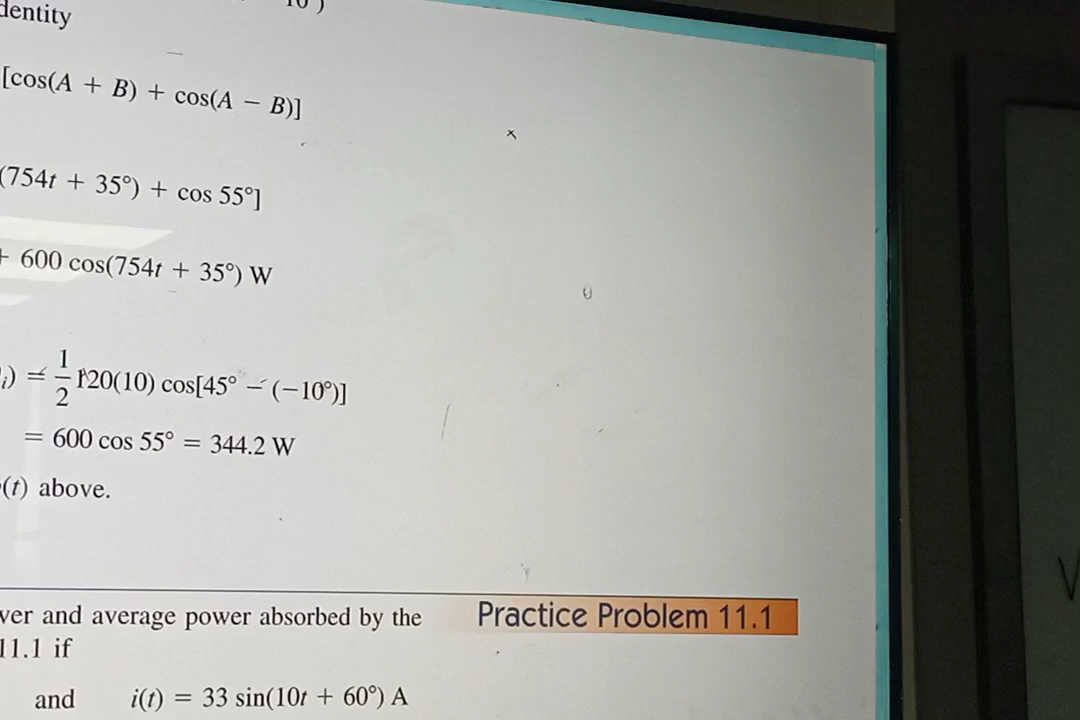 dentity
10°)
[cos(A + B) + cos(A − B)]
(754t + 35°) + cos 55°]
+ 600 cos(754t + 35°) W
i) = 1/2 120(10) cos[45° − (−10°)]
= 600 cos 55° = 344.2 W
(t) above.
wer and average power absorbed by the
Practice Problem 11.1
11.1 if
and i(t) = 33 sin(10t + 60°) A